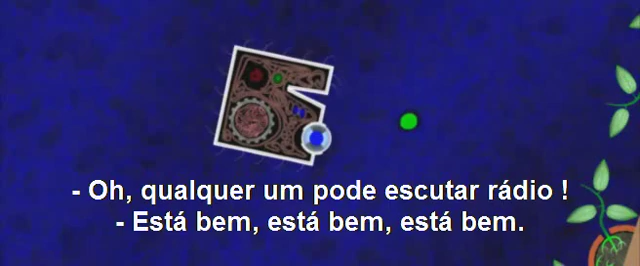 - Oh, qualquer um pode escutar rádio !
- Está bem, está bem, está bem.